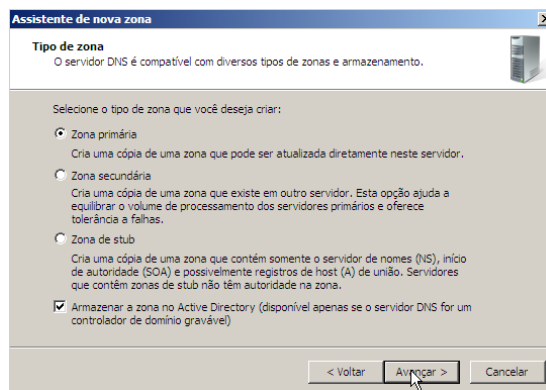 Assistente de nova zona
Tipo de zona
O servidor DNS é compatível com diversos tipos de zonas e armazenamento.
Selecione o tipo de zona que você deseja criar:
Zona primária
Cria uma cópia de uma zona que pode ser atualizada diretamente neste servidor.
Zona secundária
Cria uma cópia de uma zona que existe em outro servidor. Esta opção ajuda a
equilibrar o volume de processamento dos servidores primários e oferece
tolerância a falhas.
Zona de stub
Cria uma cópia de uma zona que contém somente o servidor de nomes (NS), início
de autoridade (SOA) e possivelmente registros de host (A) de união. Servidores
que contêm zonas de stub não têm autoridade na zona.
Armazenar a zona no Active Directory (disponível apenas se o servidor DNS for um
controlador de domínio gravável)
< Voltar
Avançar >
Cancelar